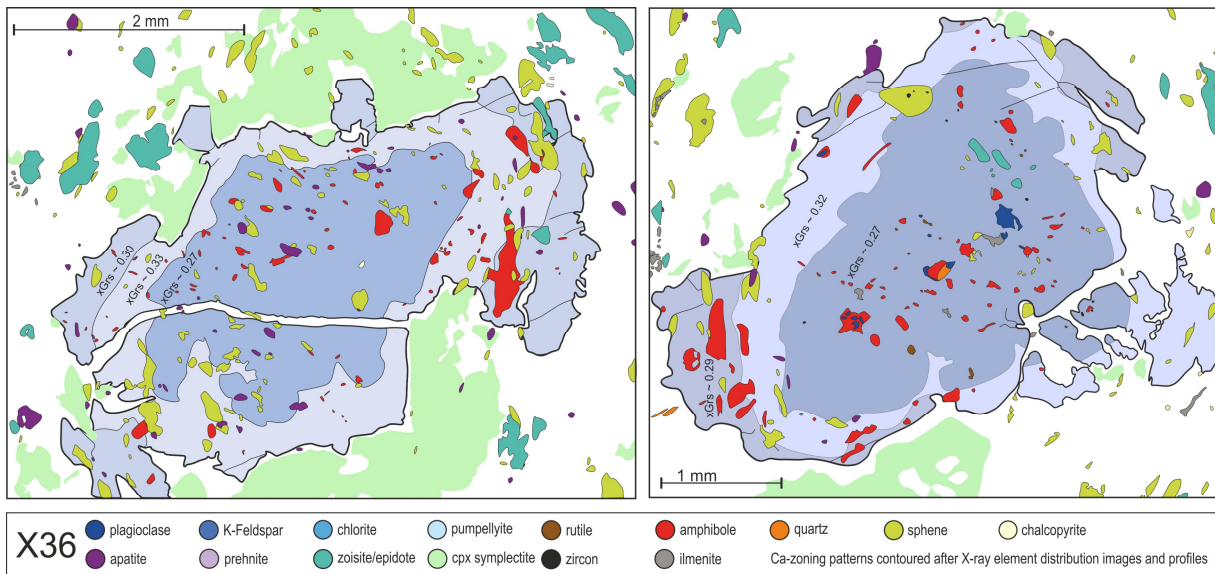 2 mm
xGrs ~ 0.30
xGrs ~ 0.33
xGrs ~ 0.27
xGrs ~ 0.32
xGrs ~ 0.27
xGrs ~ 0.29
1 mm
X36
plagioclase K-Feldspar chlorite pumpellyite rutile amphibole quartz sphene chalcopyrite
apatite prehnite zoisite/epidote cpx symplectite zircon ilmenite Ca-zoning patterns contoured after X-ray element distribution images and profiles